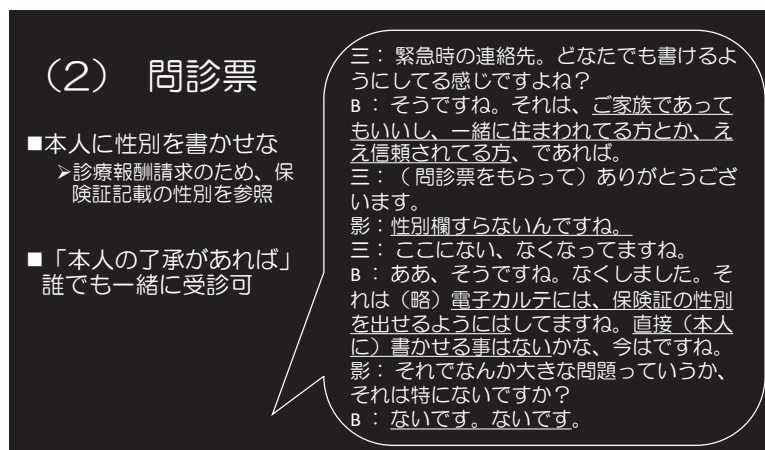 (2) 問診票
■本人に性別を書かせな
➢診療報酬請求のため、保
険証記載の性別を参照
■「本人の了承があれば」
誰でも一緒に受診可
三：緊急時の連絡先。どなたでも書けるよ
うにしてる感じですよね？
B：そうですね。それは、ご家族であって
もいいし、一緒に住まわれてる方とか、え
え信頼されてる方、であれば。
三：（問診票をもらって）ありがとうござ
います。
影：性別欄すらないんですね。
三：ここにない、なくなってますね。
B：ああ、そうですね。なくしました。そ
れは（略）電子カルテには、保険証の性別
を出せるようにはしてますね。直接（本人
に）書かせる事はないかな、今はですね。
影：それでなんか大きな問題っていうか、
それは特にないですか？
B：ないです。ないです。